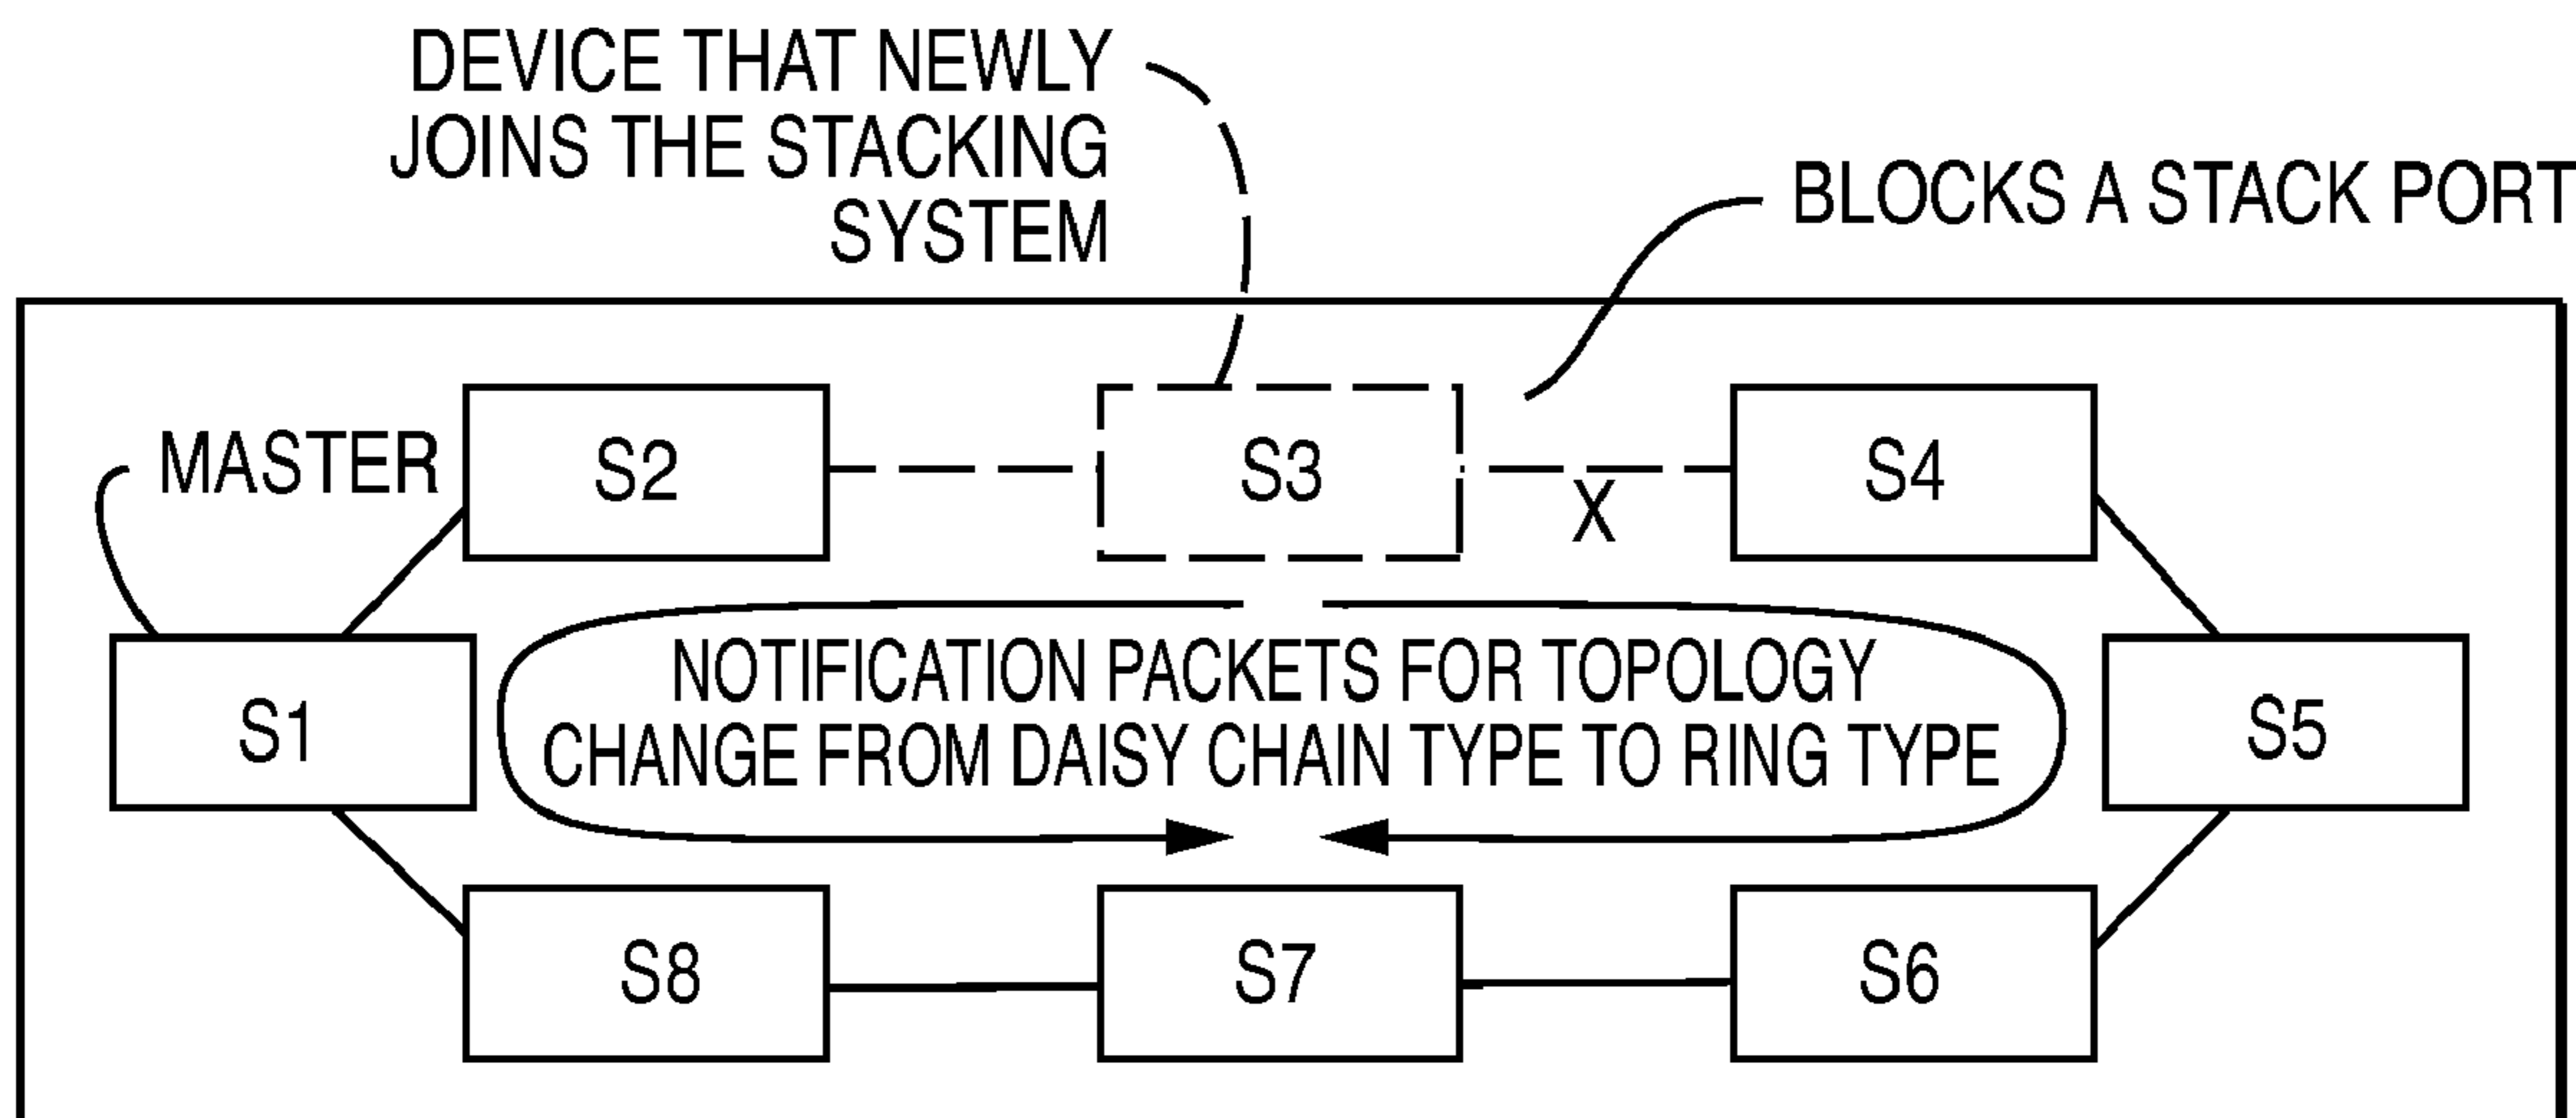 DEVICE THAT NEWLY
JOINS THE STACKING
SYSTEM
BLOCKS A STACK PORT
MASTER
S2
S3
S4
X
S1
NOTIFICATION PACKETS FOR TOPOLOGY
CHANGE FROM DAISY CHAIN TYPE TO RING TYPE
S5
S8
S7
S6